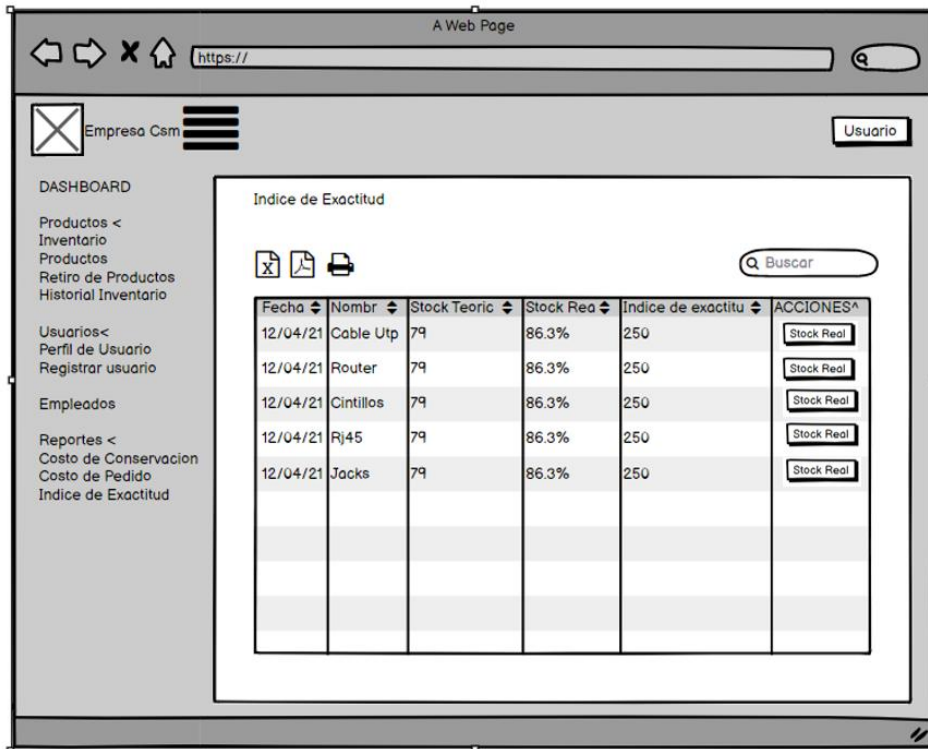 A Web Page
https://
Empresa Csm
Usuario
DASHBOARD
Productos <
Inventario
Productos
Retiro de Productos
Historial Inventario
Usuarios<
Perfil de Usuario
Registrar usuario
Empleados
Reportes <
Costo de Conservacion
Costo de Pedido
Indice de Exactitud
Indice de Exactitud
Buscar
Fecha Nombr Stock Teoric Stock Rea Indice de exactitu ACCIONES^
12/04/21 Cable Utp 79 86.3% 250 Stock Real
12/04/21 Router 79 86.3% 250 Stock Real
12/04/21 Cintillos 79 86.3% 250 Stock Real
12/04/21 Rj45 79 86.3% 250 Stock Real
12/04/21 Jacks 79 86.3% 250 Stock Real